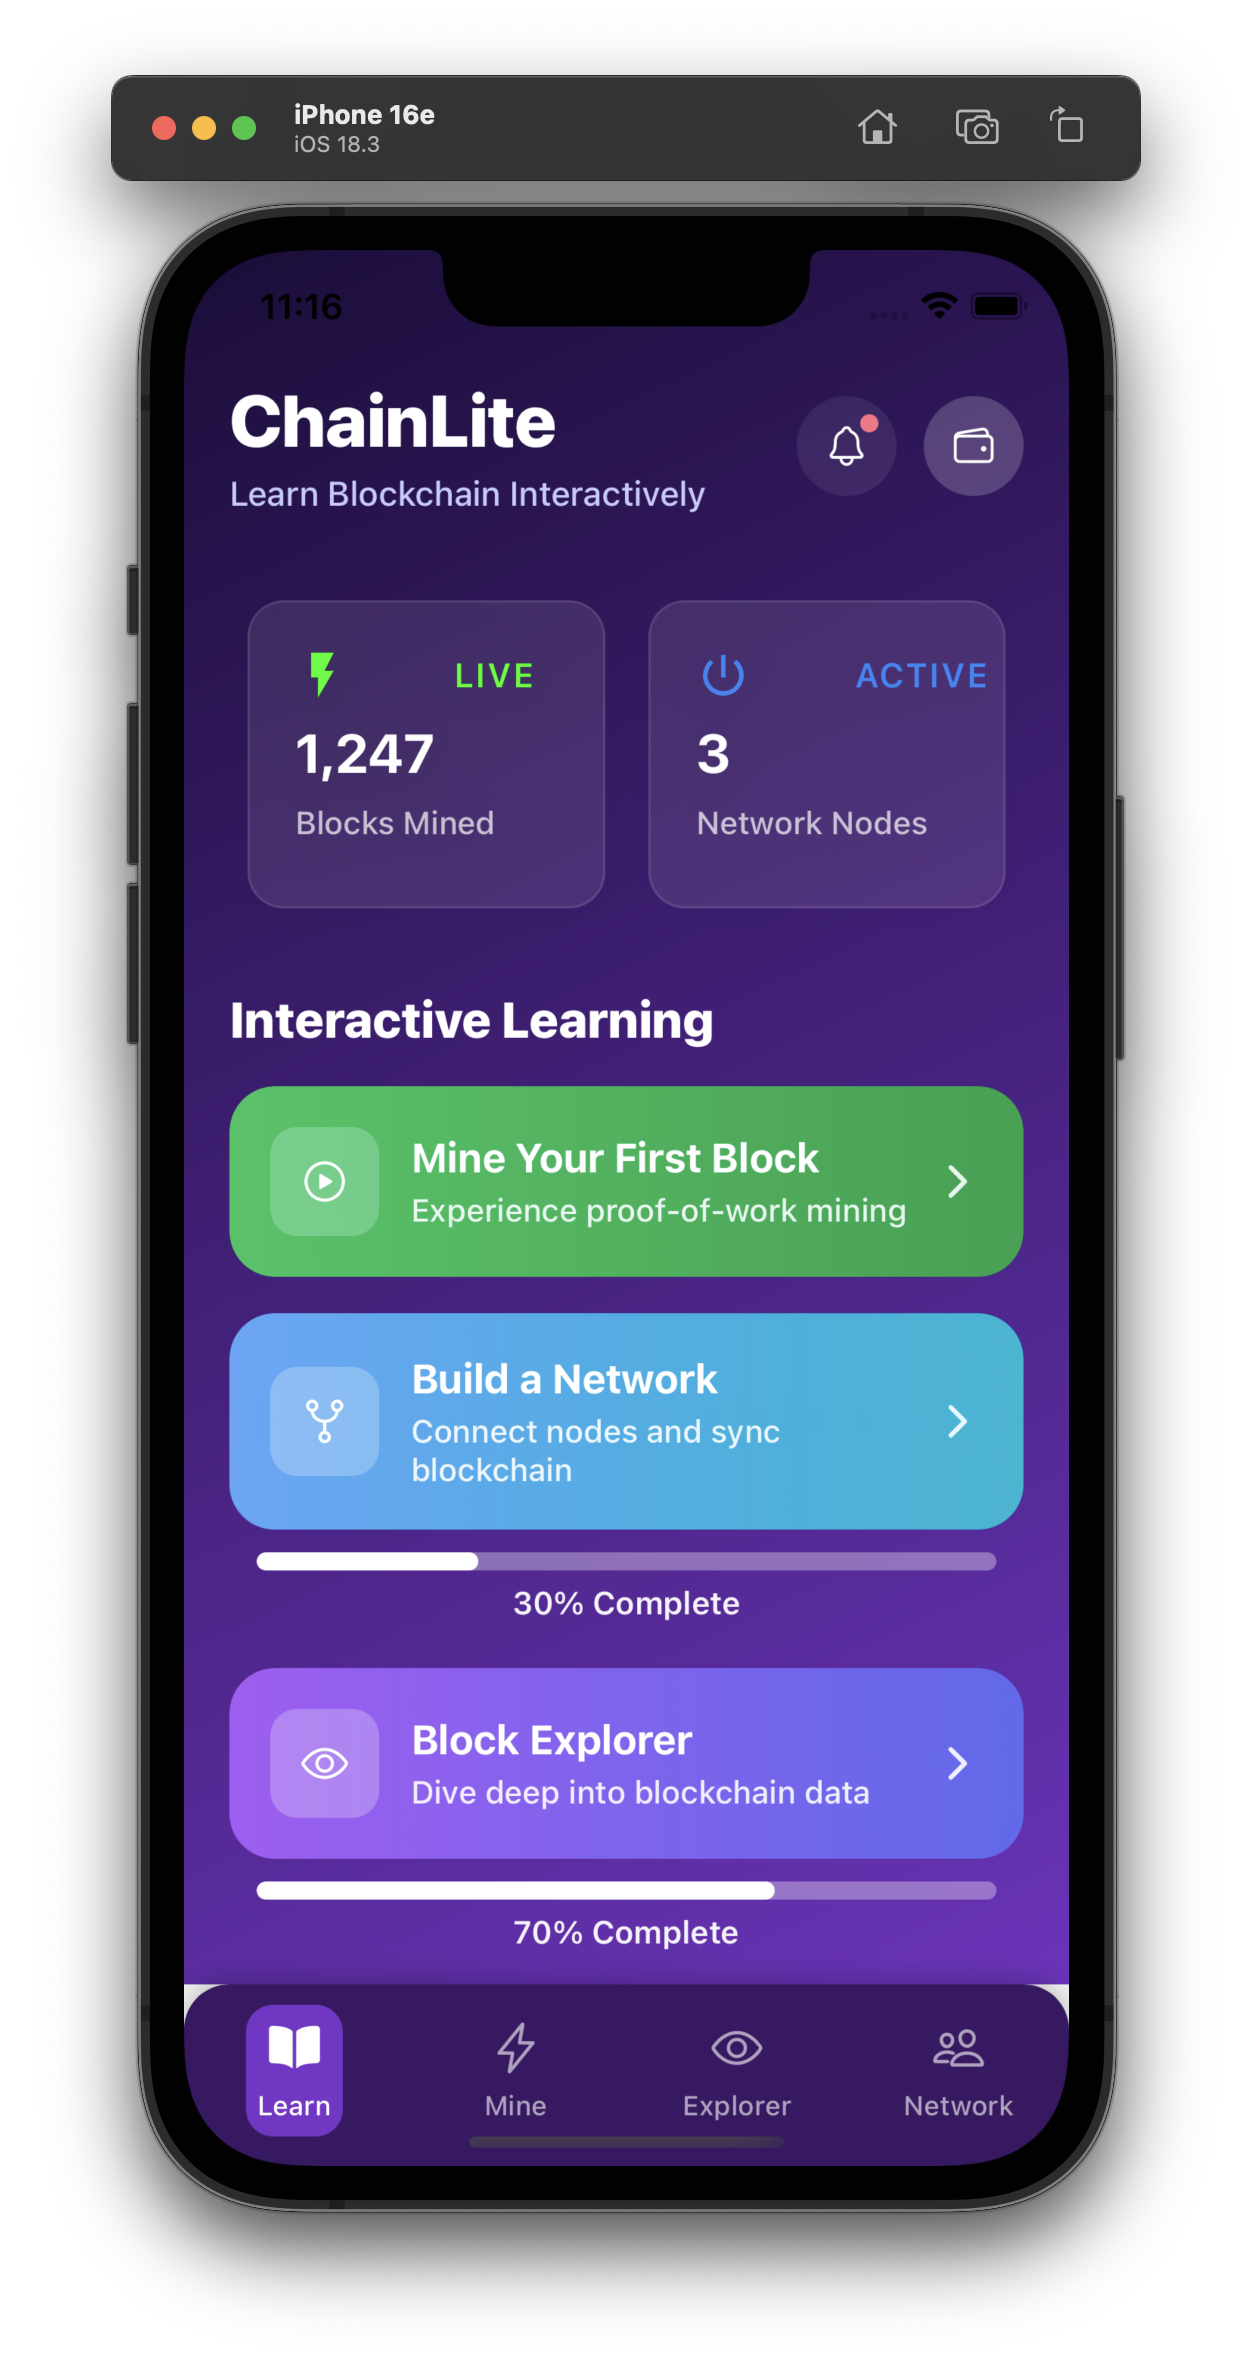 iPhone 16e
iOS 18.3
11:16
ChainLite
Learn Blockchain Interactively
LIVE
1,247
Blocks Mined
ACTIVE
3
Network Nodes
Interactive Learning
Mine Your First Block
Experience proof-of-work mining
Build a Network
Connect nodes and sync
blockchain
30% Complete
Block Explorer
Dive deep into blockchain data
70% Complete
Learn
Mine
Explorer
Network